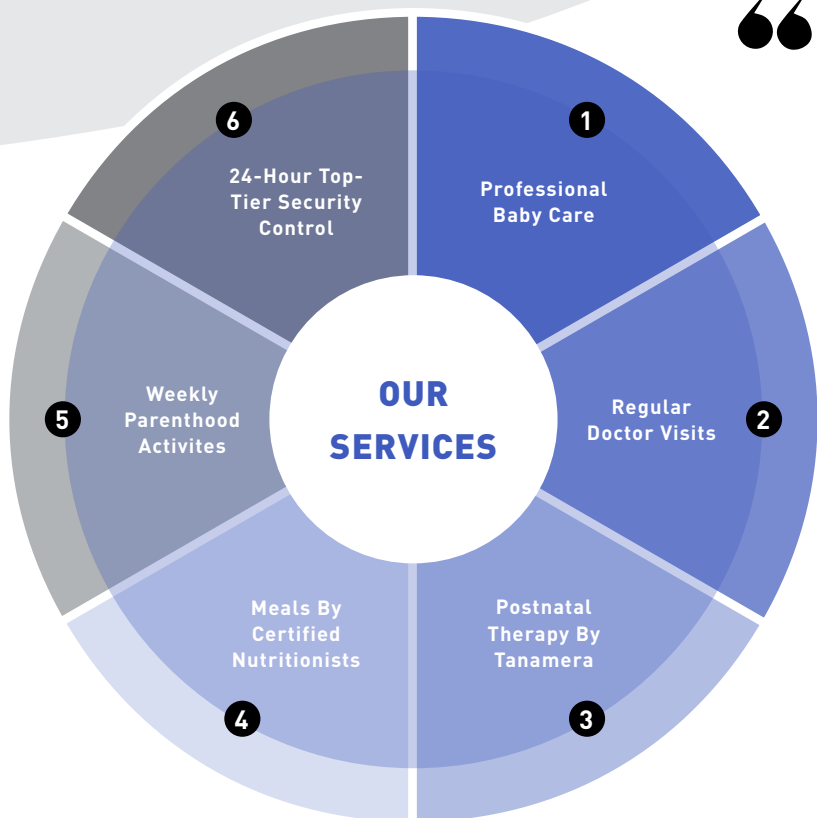 “
OUR
SERVICES
1
Professional
Baby Care
2
Regular
Doctor Visits
3
Postnatal
Therapy By
Tanamera
4
Meals By
Certified
Nutritionists
5
Weekly
Parenthood
Activites
6
24-Hour Top-
Tier Security
Control